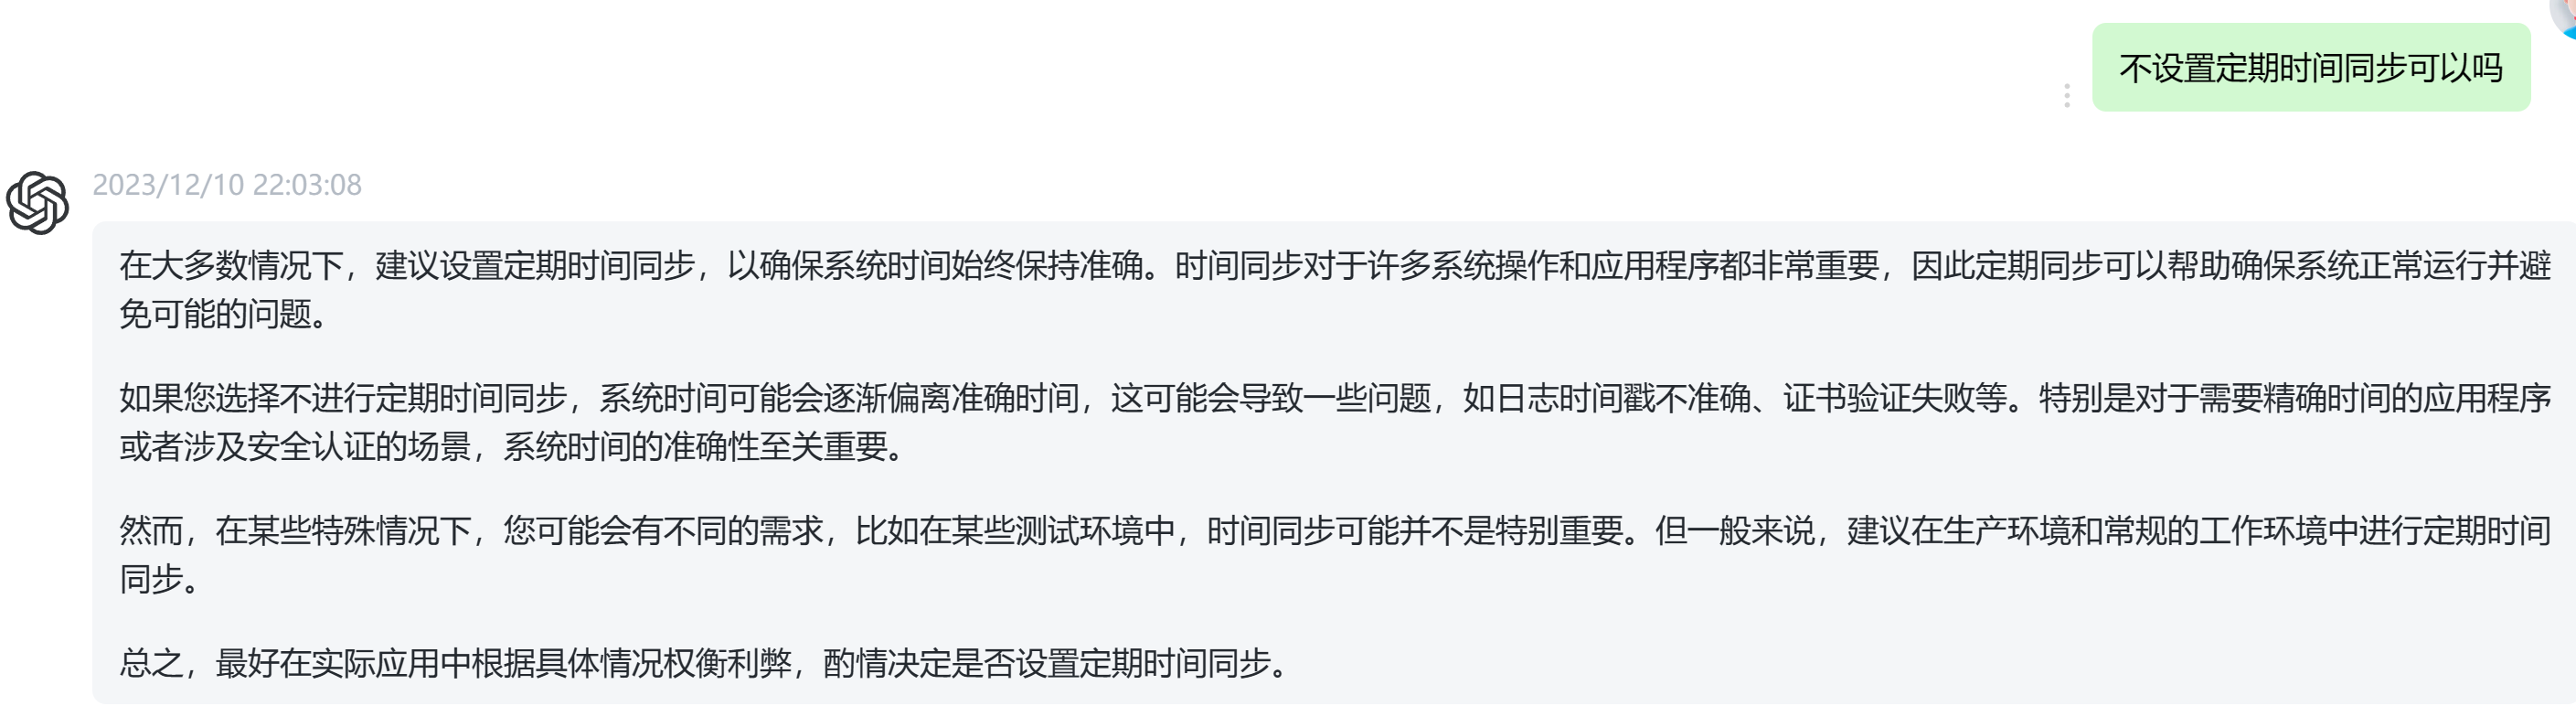 不设置定期时间同步可以吗
2023/12/10 22:03:08
在大多数情况下，建议设置定期时间同步，以确保系统时间始终保持准确。时间同步对于许多系统操作和应用程序都非常重要，因此定期同步可以帮助确保系统正常运行并避
免可能的问题。
如果您选择不进行定期时间同步，系统时间可能会逐渐偏离准确时间，这可能会导致一些问题，如日志时间戳不准确、证书验证失败等。特别是对于需要精确时间的应用程序
或者涉及安全认证的场景，系统时间的准确性至关重要。
然而，在某些特殊情况下，您可能会有不同的需求，比如在某些测试环境中，时间同步可能并不是特别重要。但一般来说，建议在生产环境和常规的工作环境中进行定期时间
同步。
总之，最好在实际应用中根据具体情况权衡利弊，酌情决定是否设置定期时间同步。